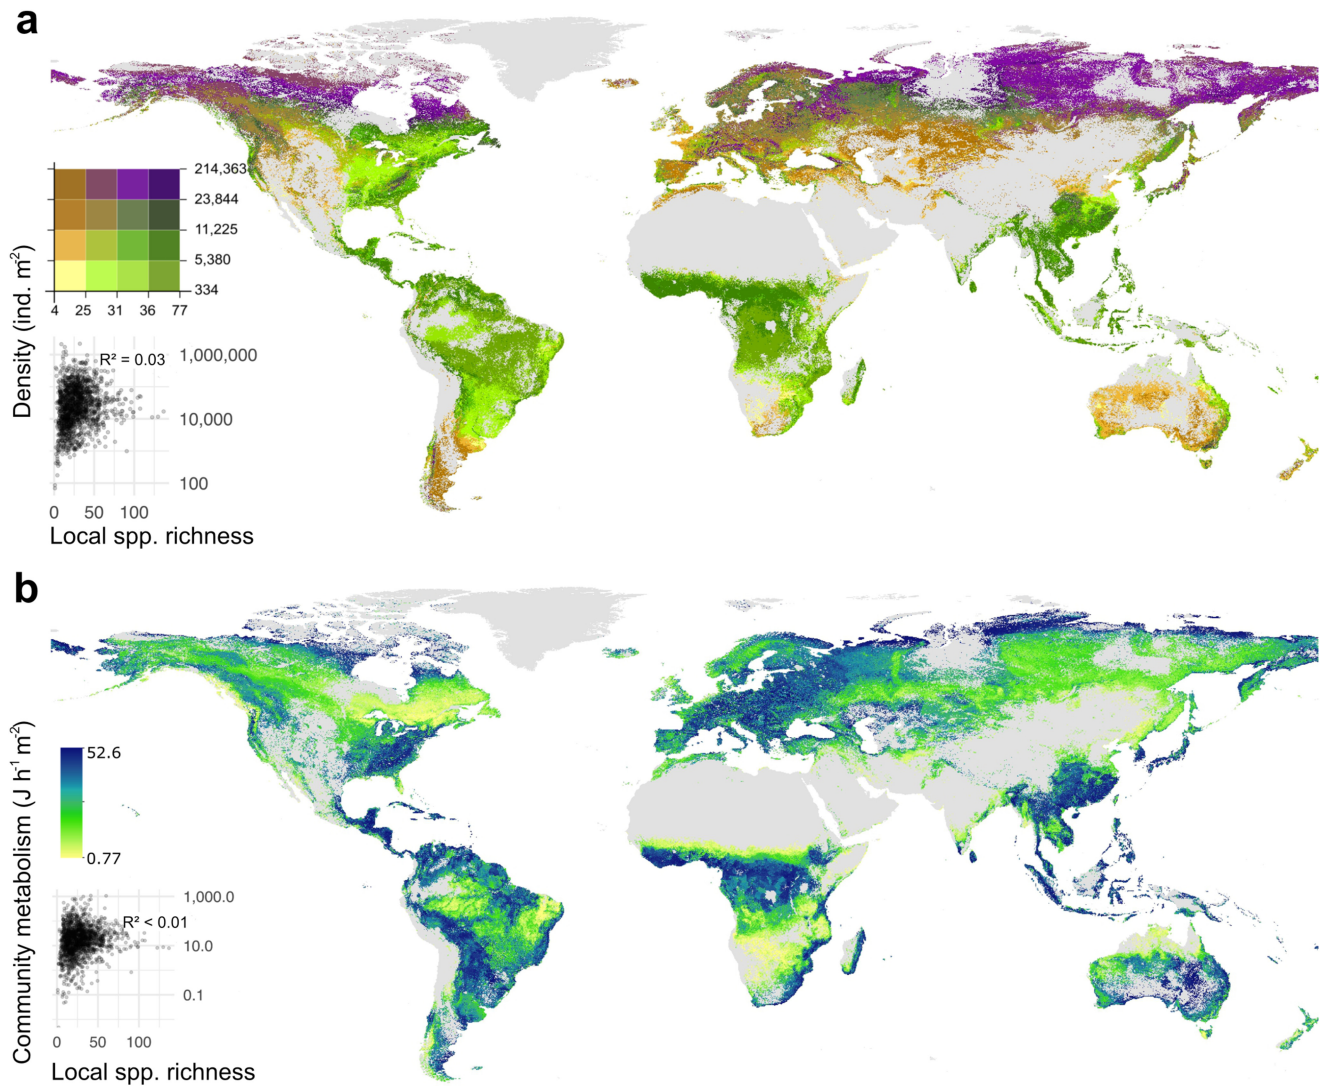 a
Density (ind. m²)
214,363
23,844
11,225
5,380
334
4 25 31 36 77
R² = 0.03
1,000,000
10,000
100
0 50 100
Local spp. richness
b
Community metabolism (J h⁻¹ m⁻²)
52.6
0.77
R² < 0.01
1,000.0
10.0
0.1
0 50 100
Local spp. richness